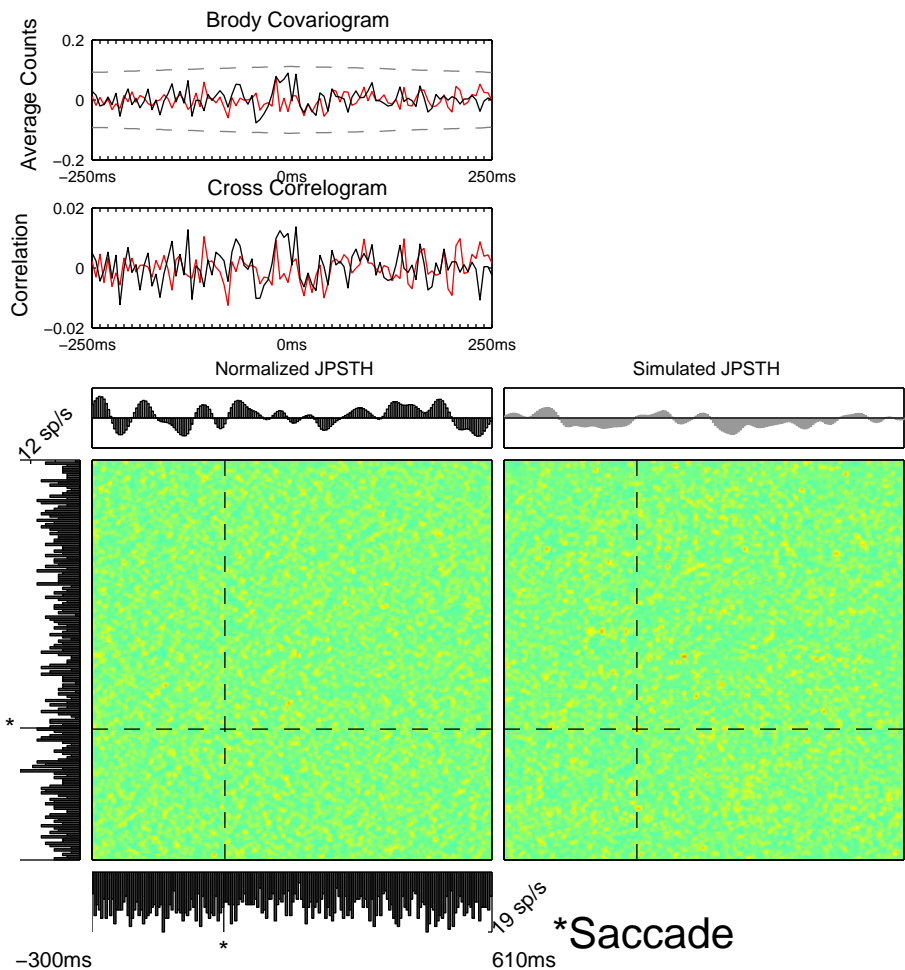 Brody Covariogram
Average Counts
0.2
0
−0.2
−250ms
0ms
250ms
Cross Correlogram
Correlation
0.02
0
−0.02
−250ms
0ms
250ms
Normalized JPSTH
Simulated JPSTH
12 sp/s
*
19 sp/s
*
*Saccade
−300ms
610ms